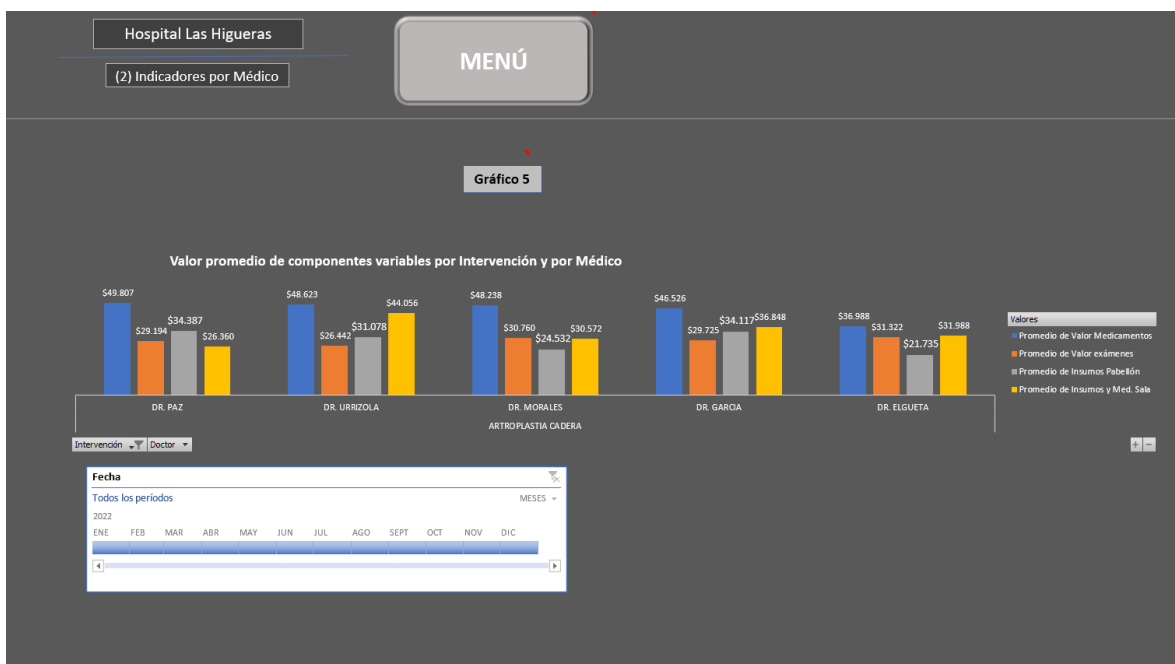 Hospital Las Higueras
MENÚ
(2) Indicadores por Médico
Gráfico 5
Valor promedio de componentes variables por Intervención y por Médico
$49.807
$29.194
$34.387
$26.360
$48.623
$26.442
$31.078
$44.056
$48.238
$30.760
$24.532
$30.572
$46.526
$29.725
$34.117
$36.848
$36.988
$31.322
$21.735
$31.988
DR. PAZ
DR. URRIZOLA
DR. MORALES
DR. GARCIA
DR. ELGUETA
ARTROPLASTIA CADERA
Valores
Promedio de Valor Medicamentos
Promedio de Valor exámenes
Promedio de Insumos Pabellón
Promedio de Insumos y Med. Sala
Intervención
Doctor
+ −
Fecha
Todos los períodos
MESES
2022
ENE FEB MAR ABR MAY JUN JUL AGO SEPT OCT NOV DIC